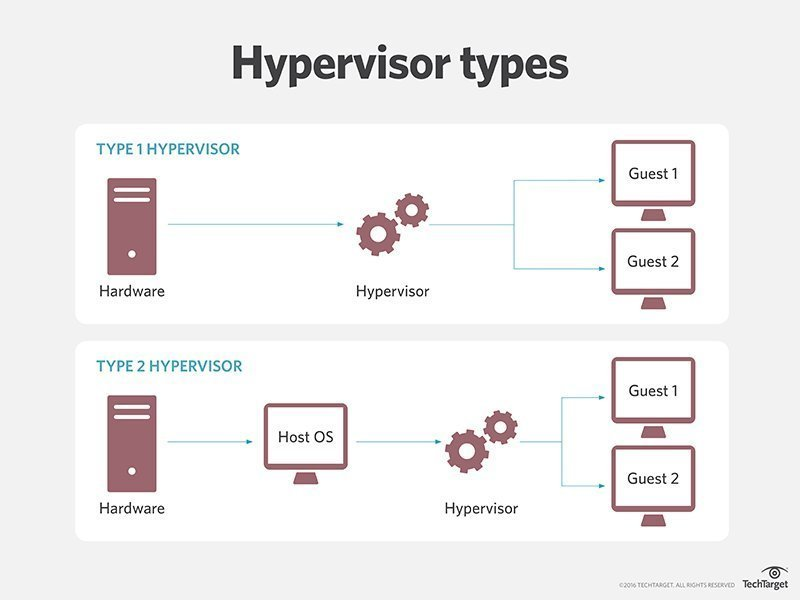 Hypervisor types
TYPE 1 HYPERVISOR
Hardware
Hypervisor
Guest 1
Guest 2
TYPE 2 HYPERVISOR
Hardware
Host OS
Hypervisor
Guest 1
Guest 2
©2016 TECHTARGET, ALL RIGHTS RESERVED
TechTarget